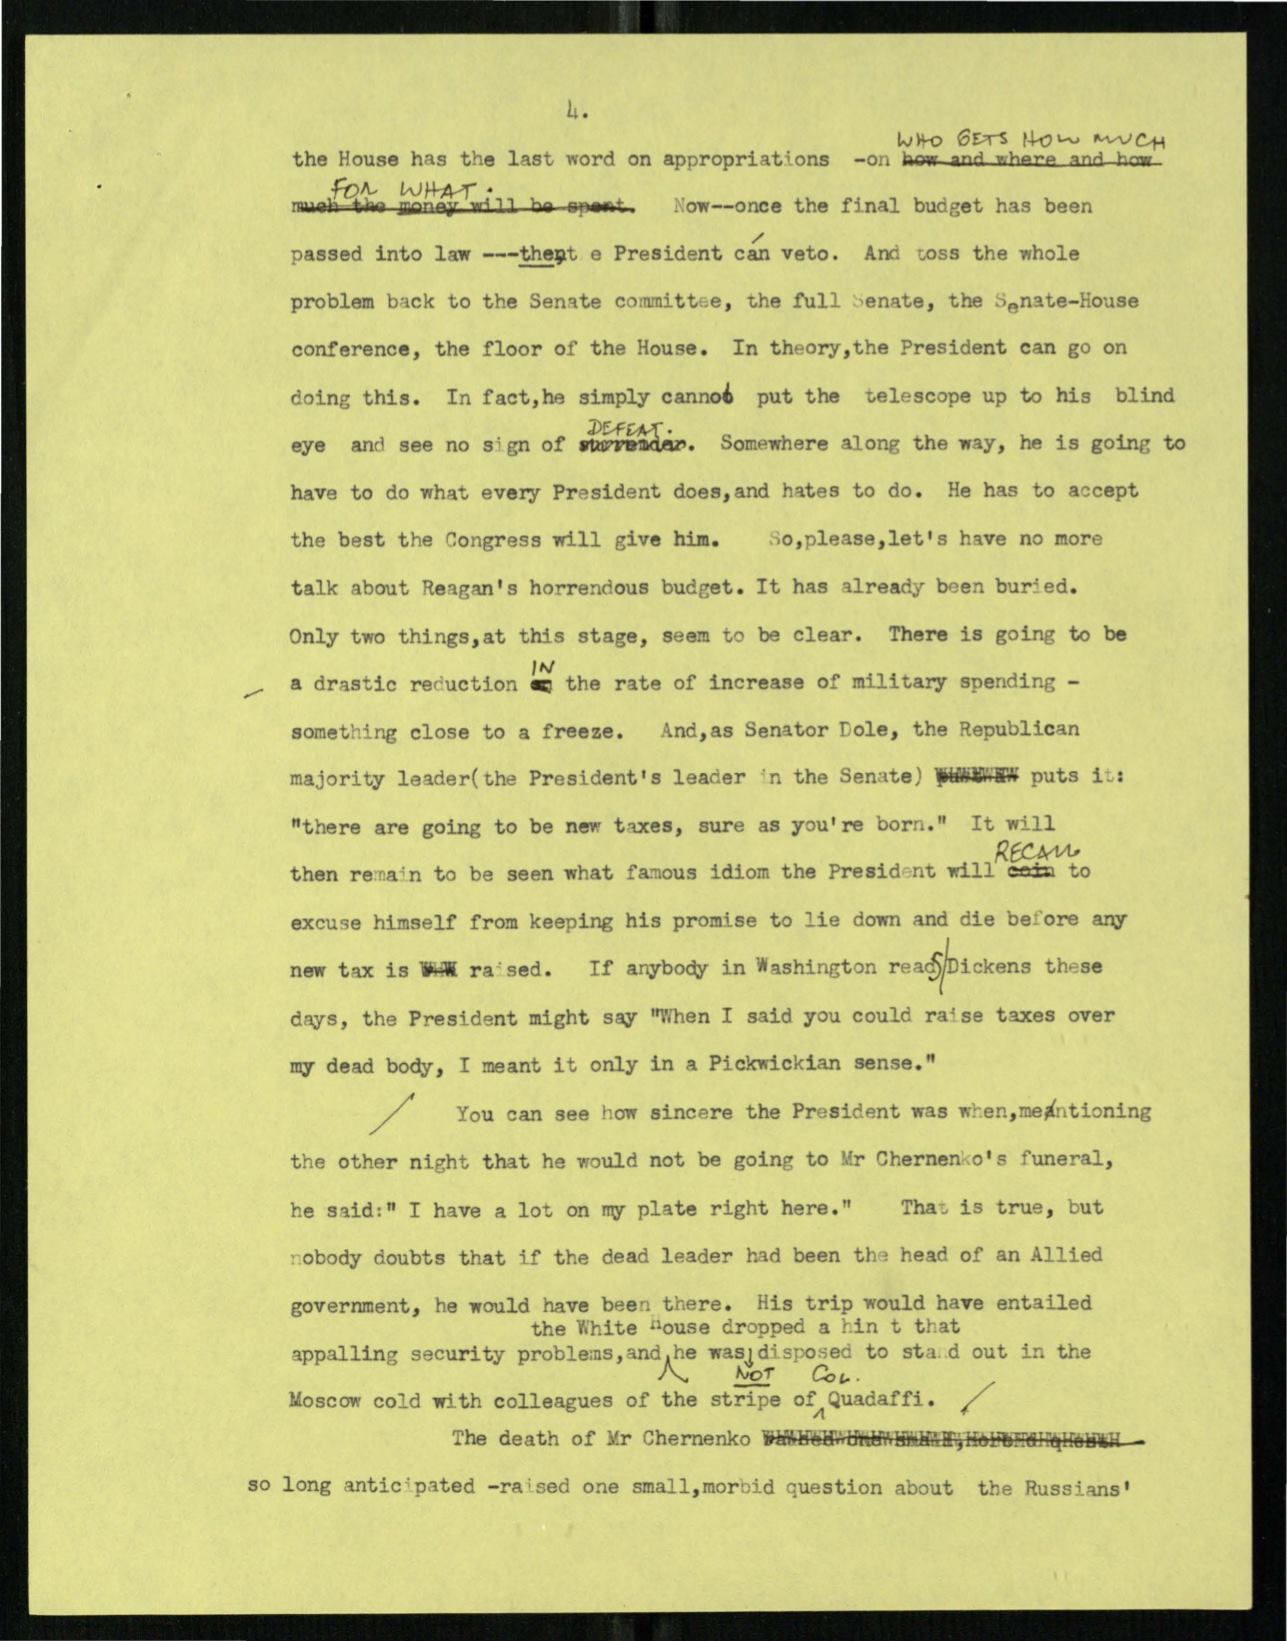 4.
WHO GETS HOW MUCH
the House has the last word on appropriations -on how and where and how
FOR WHAT.
much the money will be spent. Now--once the final budget has been
passed into law ---thent e President can veto. And toss the whole
problem back to the Senate committee, the full Senate, the Senate-House
conference, the floor of the House. In theory,the President can go on
doing this. In fact,he simply cannot put the telescope up to his blind
DEFEAT.
eye and see no sign of surrender. Somewhere along the way, he is going to
have to do what every President does,and hates to do. He has to accept
the best the Congress will give him. So,please,let's have no more
talk about Reagan's horrendous budget. It has already been buried.
Only two things,at this stage, seem to be clear. There is going to be
IN
a drastic reduction the rate of increase of military spending -
something close to a freeze. And,as Senator Dole, the Republican
majority leader(the President's leader in the Senate) puts it:
"there are going to be new taxes, sure as you're born." It will
RECALL
then remain to be seen what famous idiom the President will coin to
excuse himself from keeping his promise to lie down and die before any
new tax is raised. If anybody in Washington reads/Dickens these
days, the President might say "When I said you could raise taxes over
my dead body, I meant it only in a Pickwickian sense."
You can see how sincere the President was when,mentioning
the other night that he would not be going to Mr Chernenko's funeral,
he said:" I have a lot on my plate right here." That is true, but
nobody doubts that if the dead leader had been the head of an Allied
government, he would have been there. His trip would have entailed
the White House dropped a hin t that
appalling security problems,and he was disposed to stand out in the
NOT COL.
Moscow cold with colleagues of the stripe of Quadaffi.
The death of Mr Chernenko
so long anticipated -raised one small,morbid question about the Russians'